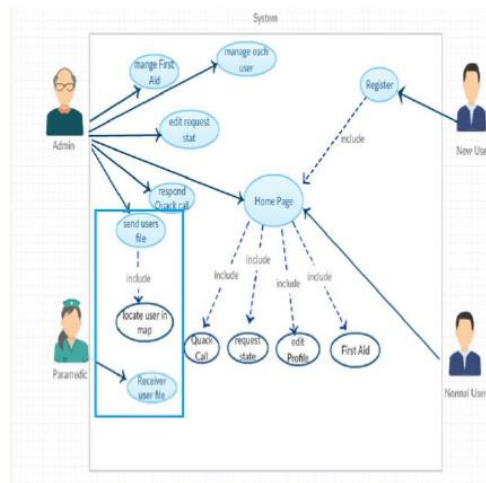 System
mange First
Aid
manage each
user
edit request
stat
Register
Admin
New Use
include
respond
Quack call
Home Page
send users
file
include
include
include
include
include
locate user in
map
Quack
Call
request
state
edit
Profile
First Aid
Paramedic
Receiver
user file
Normal User